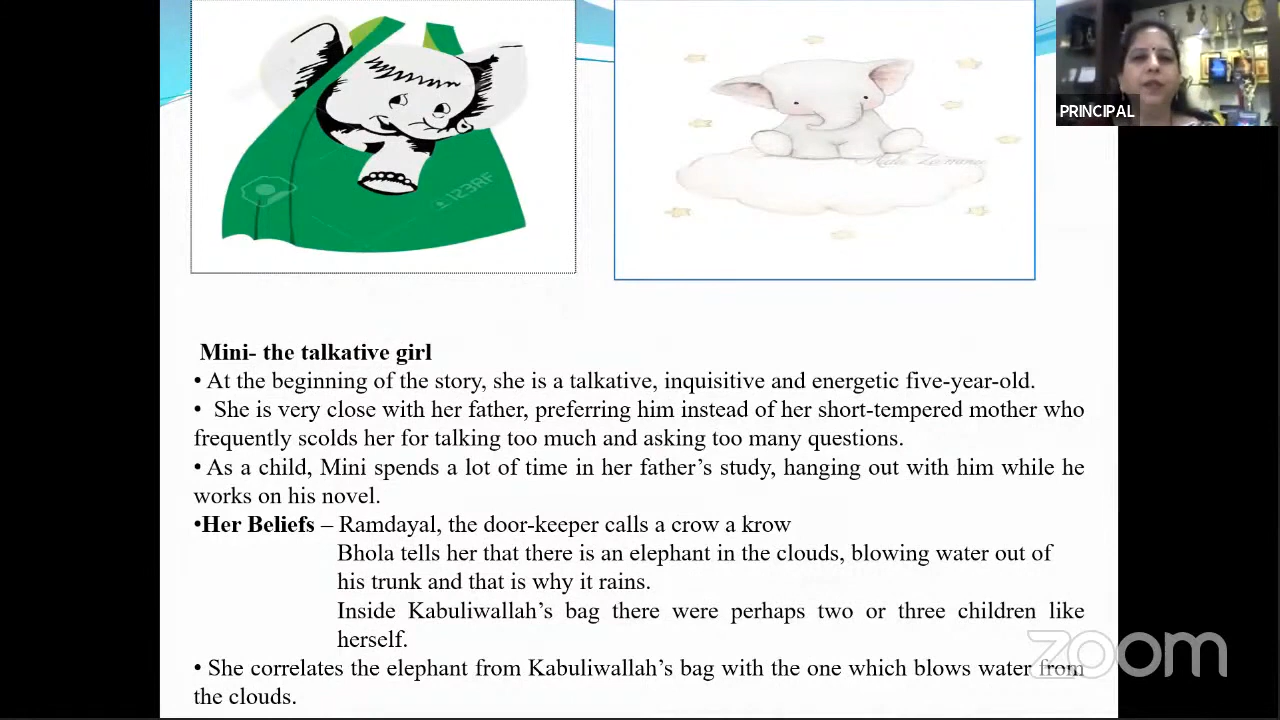 PRINCIPAL
123RF
Mini- the talkative girl
• At the beginning of the story, she is a talkative, inquisitive and energetic five-year-old.
• She is very close with her father, preferring him instead of her short-tempered mother who
frequently scolds her for talking too much and asking too many questions.
•As a child, Mini spends a lot of time in her father’s study, hanging out with him while he
works on his novel.
•Her Beliefs – Ramdayal, the door-keeper calls a crow a krow
Bhola tells her that there is an elephant in the clouds, blowing water out of
his trunk and that is why it rains.
Inside Kabuliwallah’s bag there were perhaps two or three children like
herself.
• She correlates the elephant from Kabuliwallah’s bag with the one which blows water from
the clouds.
zoom